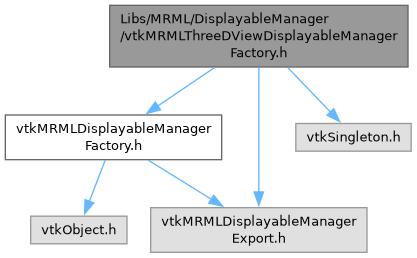 Libs/MRML/DisplayableManager
/vtkMRMLThreeDViewDisplayableManager
Factory.h
vtkMRMLDisplayableManager
Factory.h
vtkSingleton.h
vtkObject.h
vtkMRMLDisplayableManager
Export.h